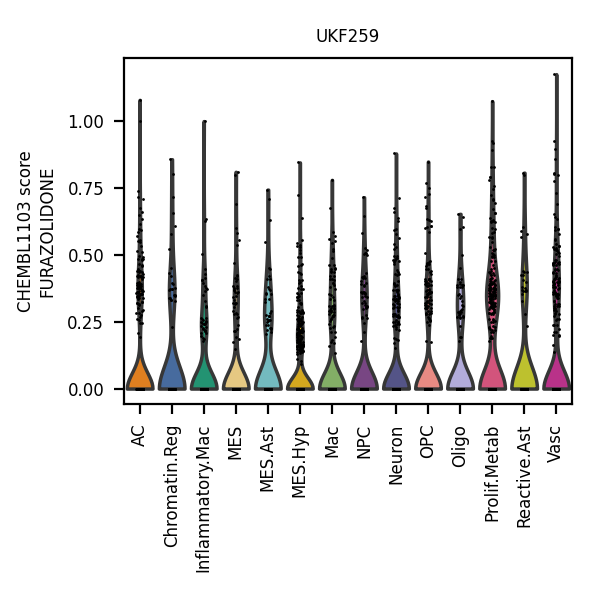 UKF259
CHEMBL1103 score
FURAZOLIDONE
1.00
0.75
0.50
0.25
0.00
AC
Chromatin.Reg
Inflammatory.Mac
MES
MES.Ast
MES.Hyp
Mac
NPC
Neuron
OPC
Oligo
Prolif.Metab
Reactive.Ast
Vasc